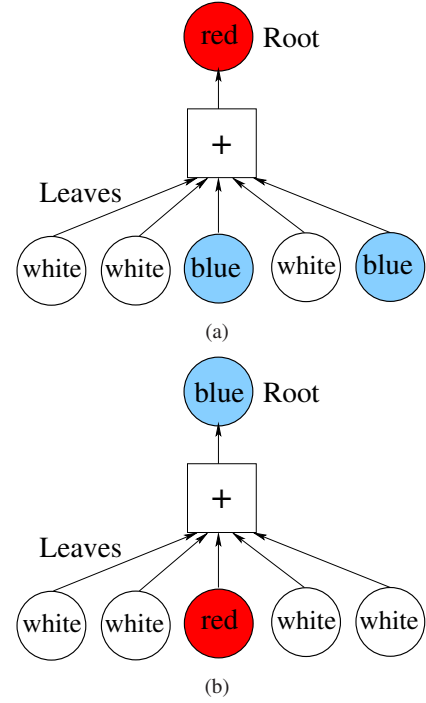 red Root
+
Leaves
white white blue white blue
(a)
blue Root
+
Leaves
white white red white white
(b)